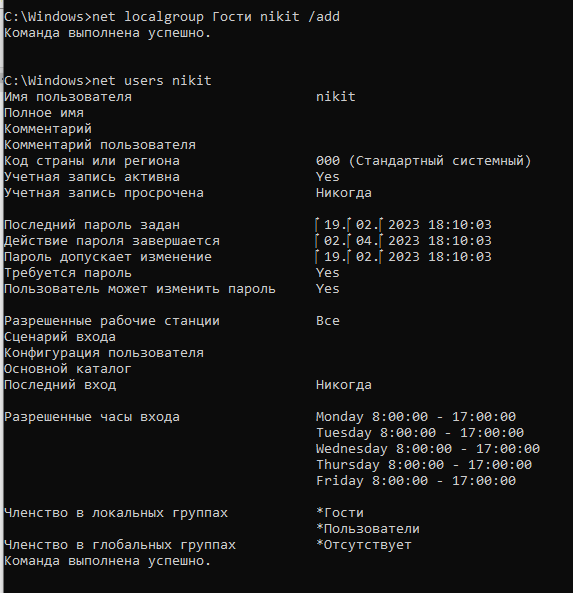 C:\Windows>net localgroup Гости nikit /add
Команда выполнена успешно.
C:\Windows>net users nikit
Имя пользователя nikit
Полное имя
Комментарий
Комментарий пользователя
Код страны или региона 000 (Стандартный системный)
Учетная запись активна Yes
Учетная запись просрочена Никогда
Последний пароль задан 19. 02. 2023 18:10:03
Действие пароля завершается 02. 04. 2023 18:10:03
Пароль допускает изменение 19. 02. 2023 18:10:03
Требуется пароль Yes
Пользователь может изменить пароль Yes
Разрешенные рабочие станции Все
Сценарий входа
Конфигурация пользователя
Основной каталог
Последний вход Никогда
Разрешенные часы входа Monday 8:00:00 - 17:00:00
Tuesday 8:00:00 - 17:00:00
Wednesday 8:00:00 - 17:00:00
Thursday 8:00:00 - 17:00:00
Friday 8:00:00 - 17:00:00
Членство в локальных группах *Гости
*Пользователи
Членство в глобальных группах *Отсутствует
Команда выполнена успешно.